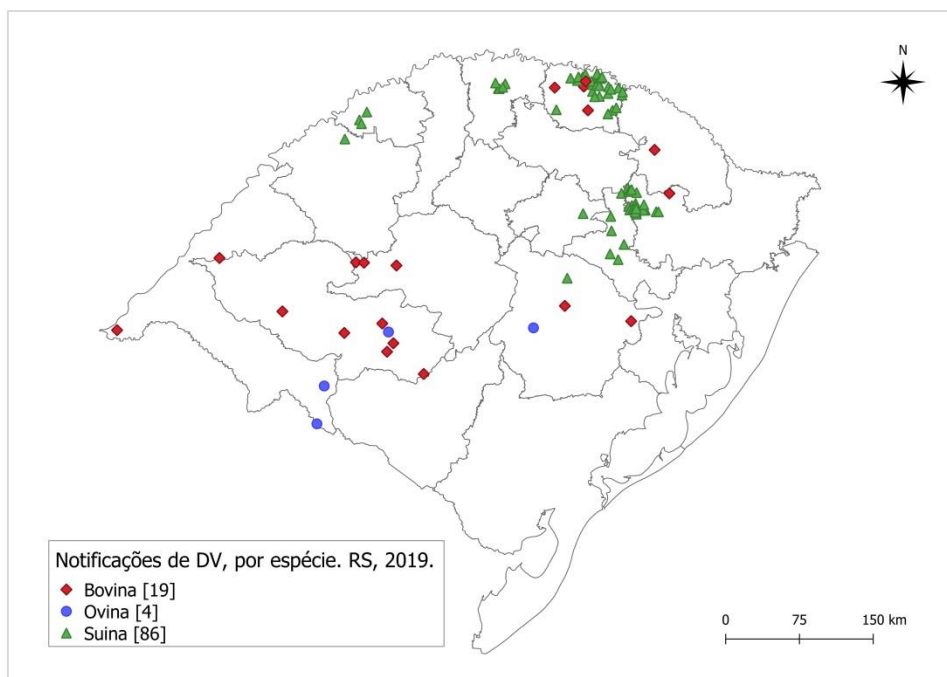 N
Notificações de DV, por espécie. RS, 2019.
Bovina [19]
Ovina [4]
Suina [86]
0 75 150 km